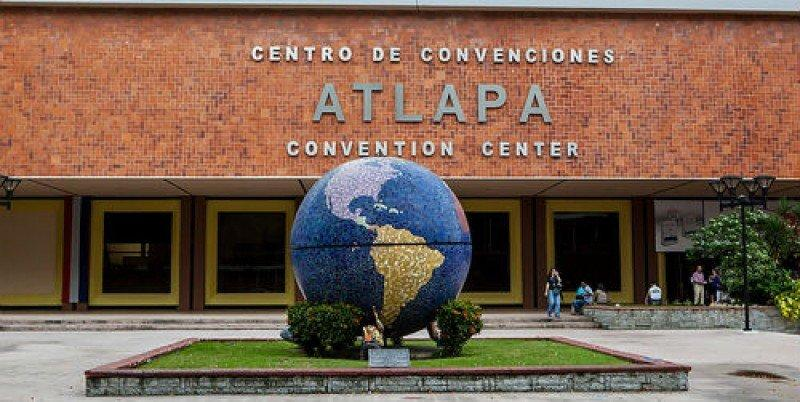 CENTRO DE CONVENCIONES
ATLAPA
CONVENTION CENTER